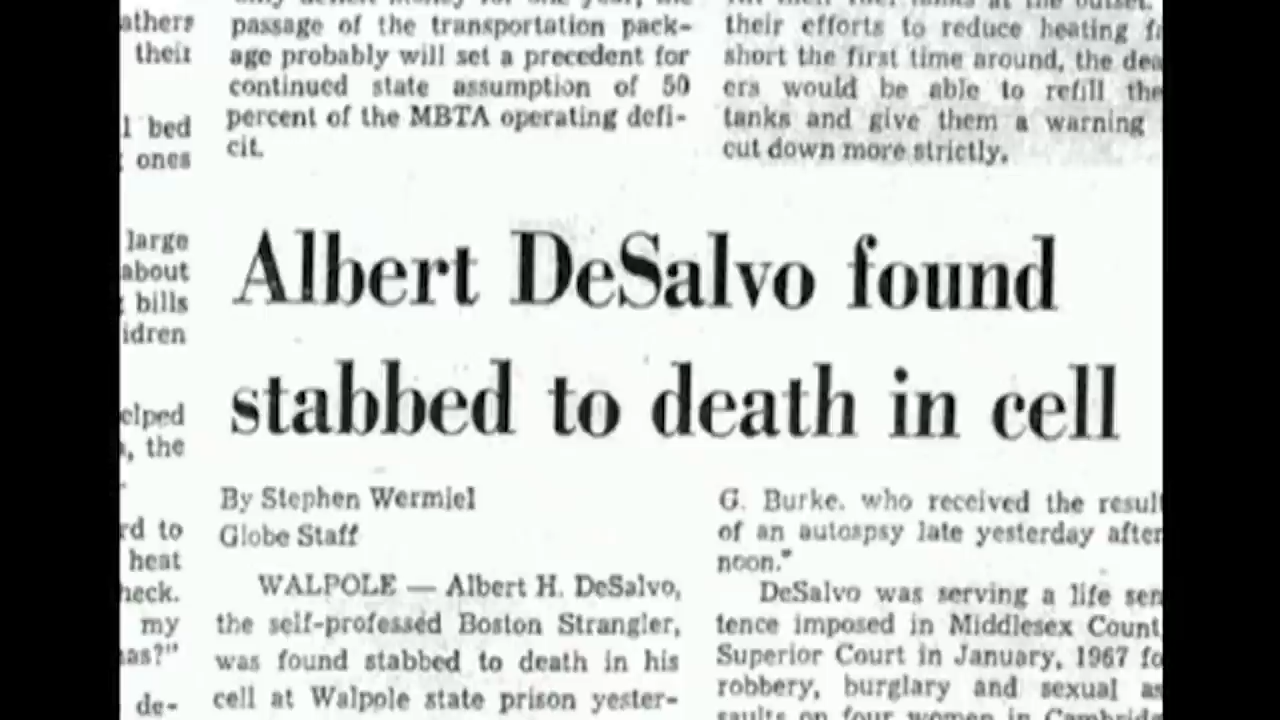 athers
their
l bed
ones
large
about
bills
idren
elped
, the
rd to
heat
heck.
my
as?"
de-
passage of the transportation pack-
age probably will set a precedent for
continued state assumption of 50
percent of the MBTA operating defi-
cit.
their efforts to reduce heating
short the first time around, the dea
ers would be able to refill the
tanks and give them a warning
cut down more strictly.
Albert DeSalvo found
stabbed to death in cell
By Stephen Wermiel
Globe Staff
WALPOLE — Albert H. DeSalvo,
the self-professed Boston Strangler,
was found stabbed to death in his
cell at Walpole state prison yester-
G. Burke, who received the result
of an autospy late yesterday after
noon."
DeSalvo was serving a life sen
tence imposed in Middlesex Count
Superior Court in January, 1967 fo
robbery, burglary and sexual as
saults on four women in Cambridg